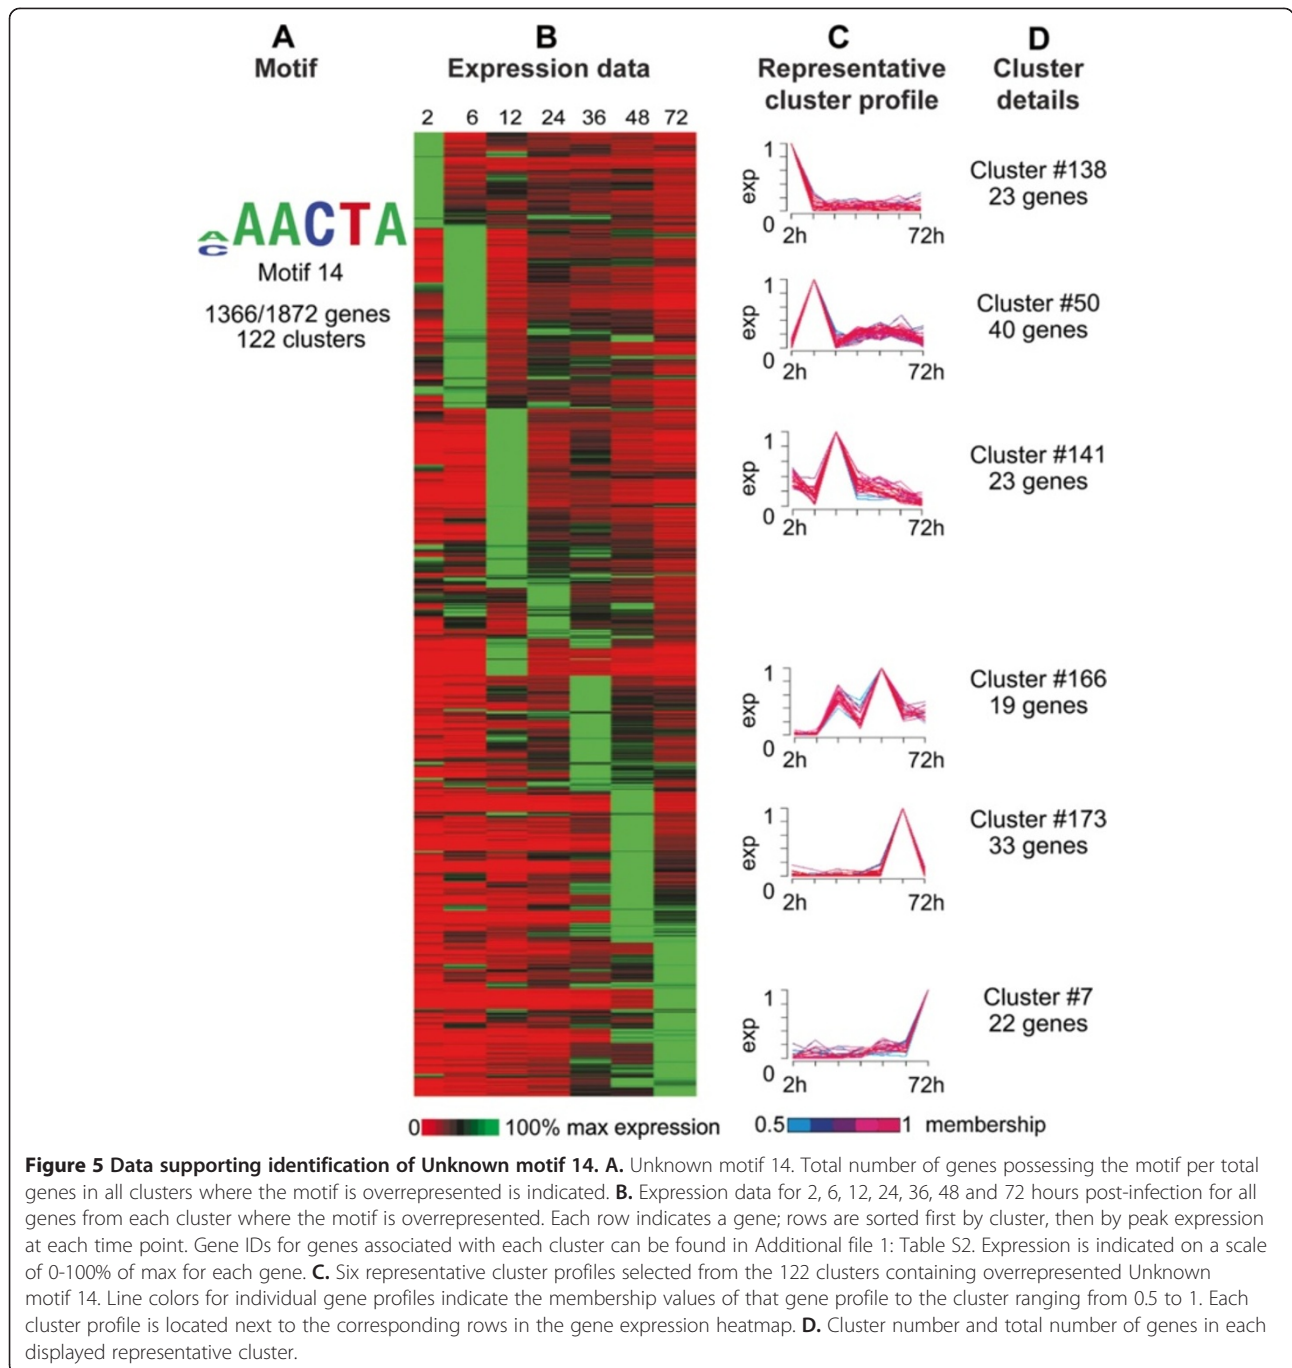 A
Motif
B
Expression data
C
Representative
cluster profile
D
Cluster
details
2 6 12 24 36 48 72
A
C
AACTA
Motif 14
1366/1872 genes
122 clusters
1
exp
0
2h 72h
Cluster #138
23 genes
1
exp
0
2h 72h
Cluster #50
40 genes
1
exp
0
2h 72h
Cluster #141
23 genes
1
exp
0
2h 72h
Cluster #166
19 genes
1
exp
0
2h 72h
Cluster #173
33 genes
1
exp
0
2h 72h
Cluster #7
22 genes
0 100% max expression
0.5 1 membership
Figure 5 Data supporting identification of Unknown motif 14. A. Unknown motif 14. Total number of genes possessing the motif per total
genes in all clusters where the motif is overrepresented is indicated. B. Expression data for 2, 6, 12, 24, 36, 48 and 72 hours post-infection for all
genes from each cluster where the motif is overrepresented. Each row indicates a gene; rows are sorted first by cluster, then by peak expression
at each time point. Gene IDs for genes associated with each cluster can be found in Additional file 1: Table S2. Expression is indicated on a scale
of 0-100% of max for each gene. C. Six representative cluster profiles selected from the 122 clusters containing overrepresented Unknown
motif 14. Line colors for individual gene profiles indicate the membership values of that gene profile to the cluster ranging from 0.5 to 1. Each
cluster profile is located next to the corresponding rows in the gene expression heatmap. D. Cluster number and total number of genes in each
displayed representative cluster.